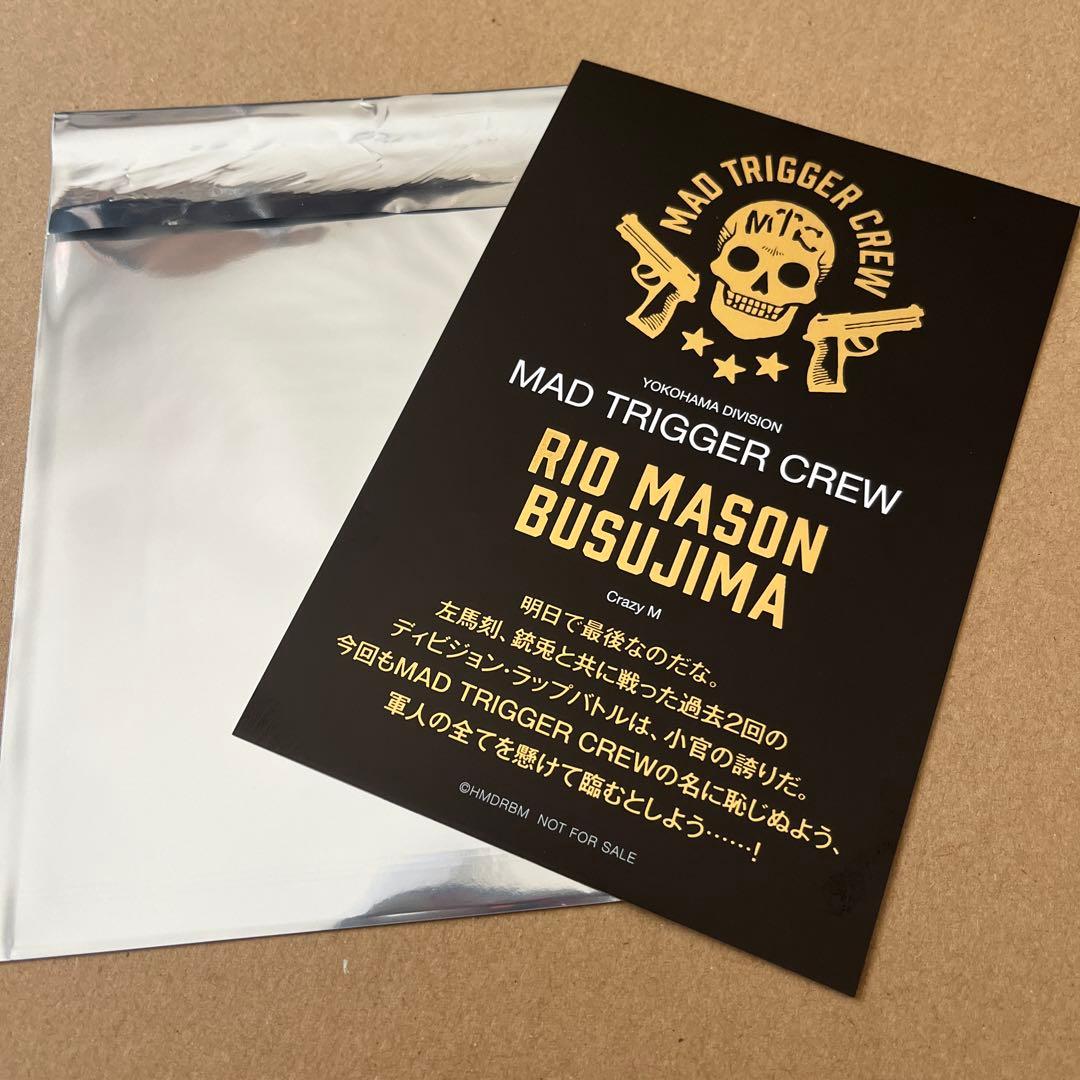 MAD TRIGGER CREW
MTC
YOKOHAMA DIVISION
MAD TRIGGER CREW
RIO MASON
BUSUJIMA
Crazy M
明日で最後なのだな。
左馬刻、銃兎と共に戦った過去2回の
ディビジョン・ラップバトルは、小官の誇りだ。
今回もMAD TRIGGER CREWの名に恥じぬよう、
軍人の全てを懸けて臨むとしよう……!
©HMDRBM NOT FOR SALE